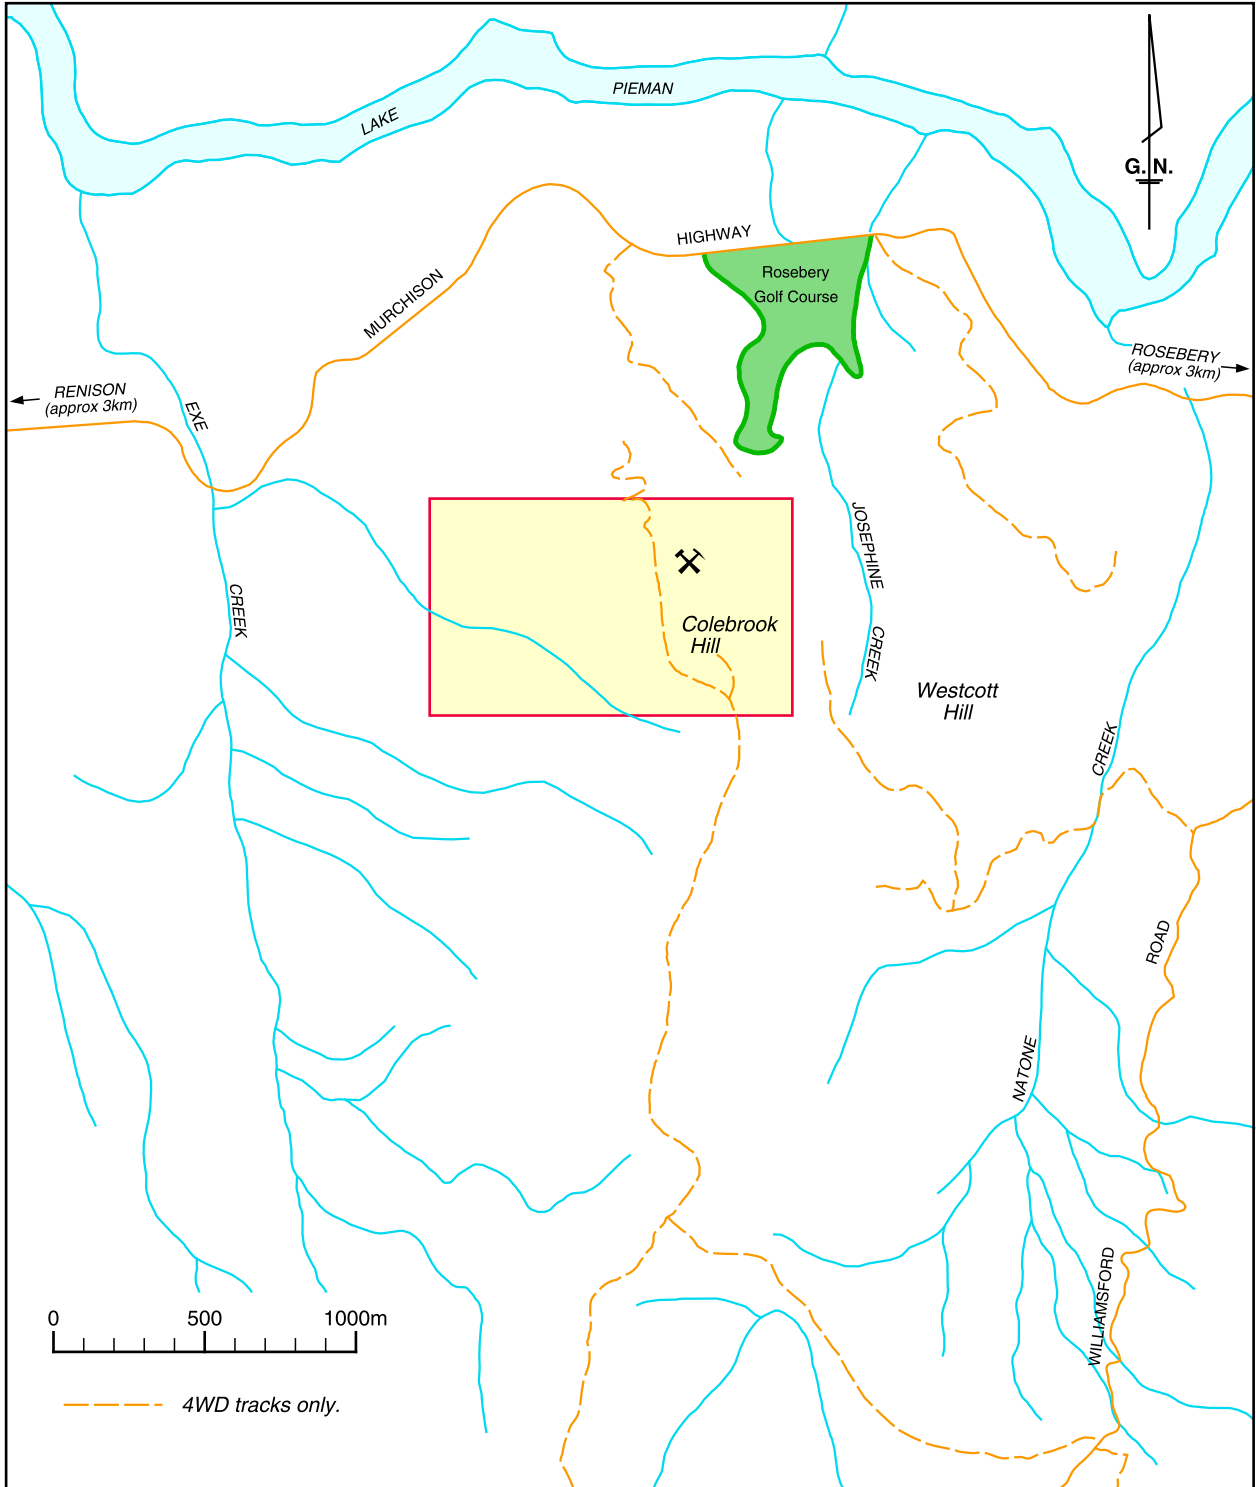 PIEMAN
LAKE
G. N.
HIGHWAY
Rosebery
Golf Course
MURCHISON
ROSEBERY
(approx 3km)
RENISON
(approx 3km)
EXE
JOSEPHINE
CREEK
Colebrook
Hill
CREEK
Westcott
Hill
CREEK
ROAD
NATONE
WILLIAMSFORD
0 500 1000m
4WD tracks only.